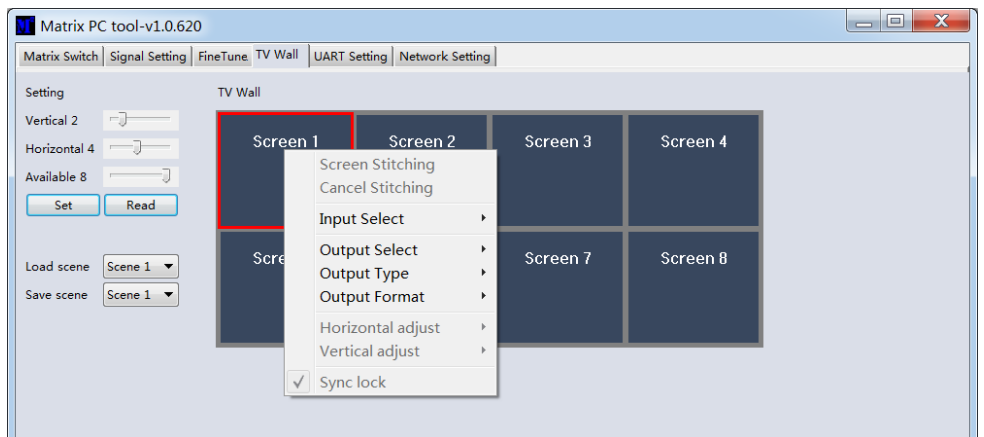 Matrix PC tool-v1.0.620
Matrix Switch Signal Setting FineTune TV Wall UART Setting Network Setting
Setting
TV Wall
Vertical 2
Horizontal 4
Available 8
Set Read
Load scene Scene 1
Save scene Scene 1
Screen 1 Screen 2 Screen 3 Screen 4
Scre Screen 7 Screen 8
Screen Stitching
Cancel Stitching
Input Select
Output Select
Output Type
Output Format
Horizontal adjust
Vertical adjust
Sync lock